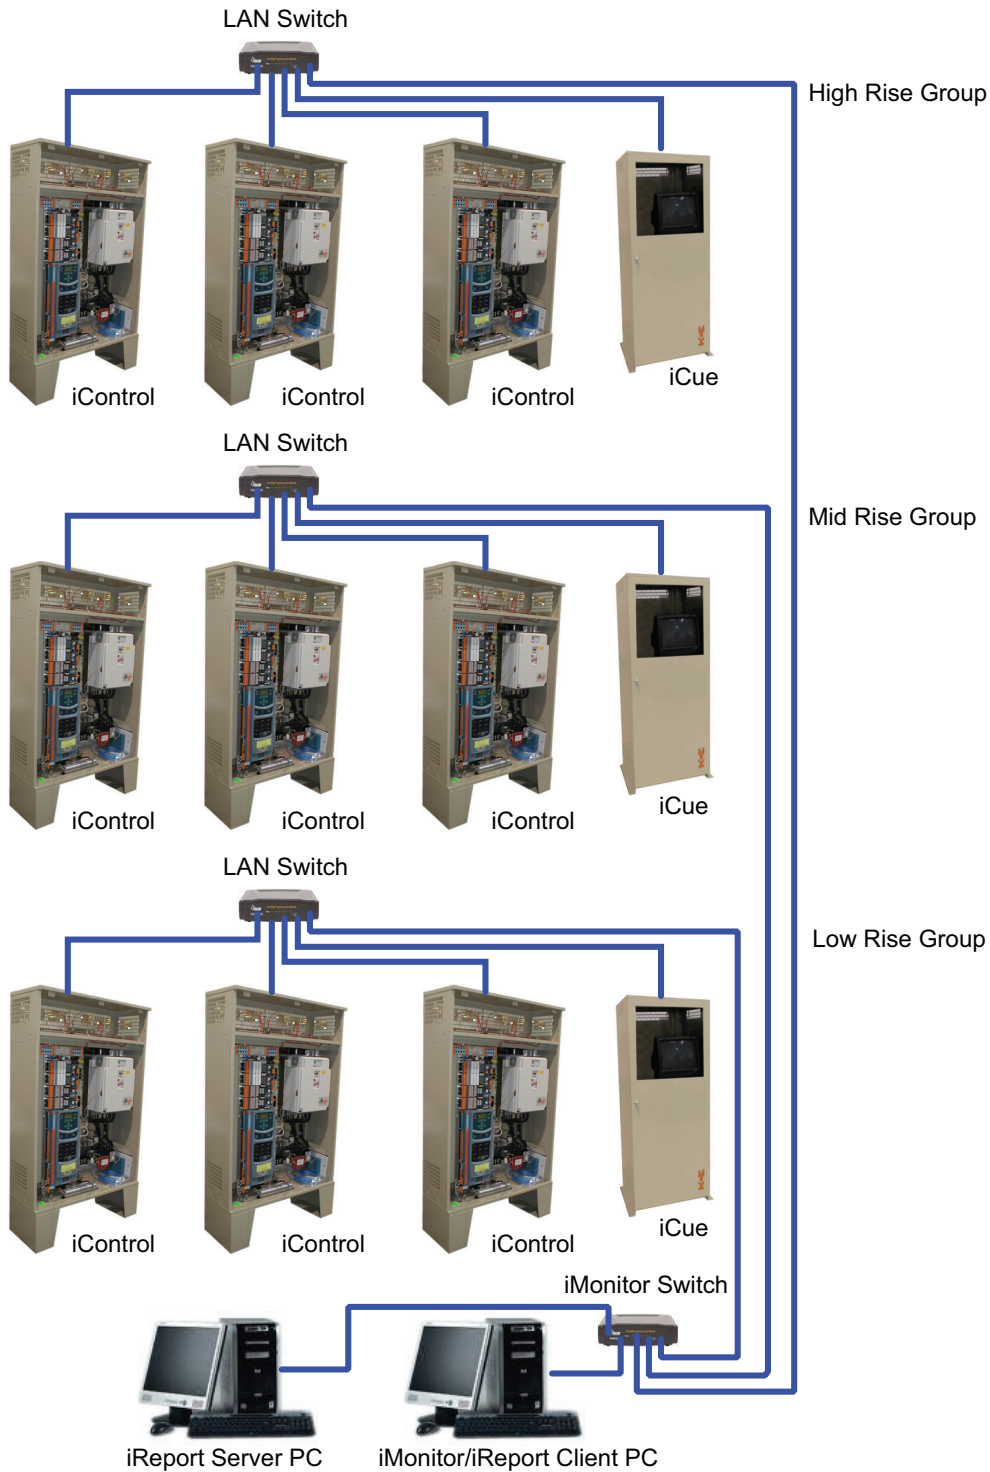 LAN Switch
High Rise Group
iControl
iControl
iControl
iCue
LAN Switch
Mid Rise Group
iControl
iControl
iControl
iCue
LAN Switch
Low Rise Group
iControl
iControl
iControl
iCue
iMonitor Switch
iReport Server PC
iMonitor/iReport Client PC